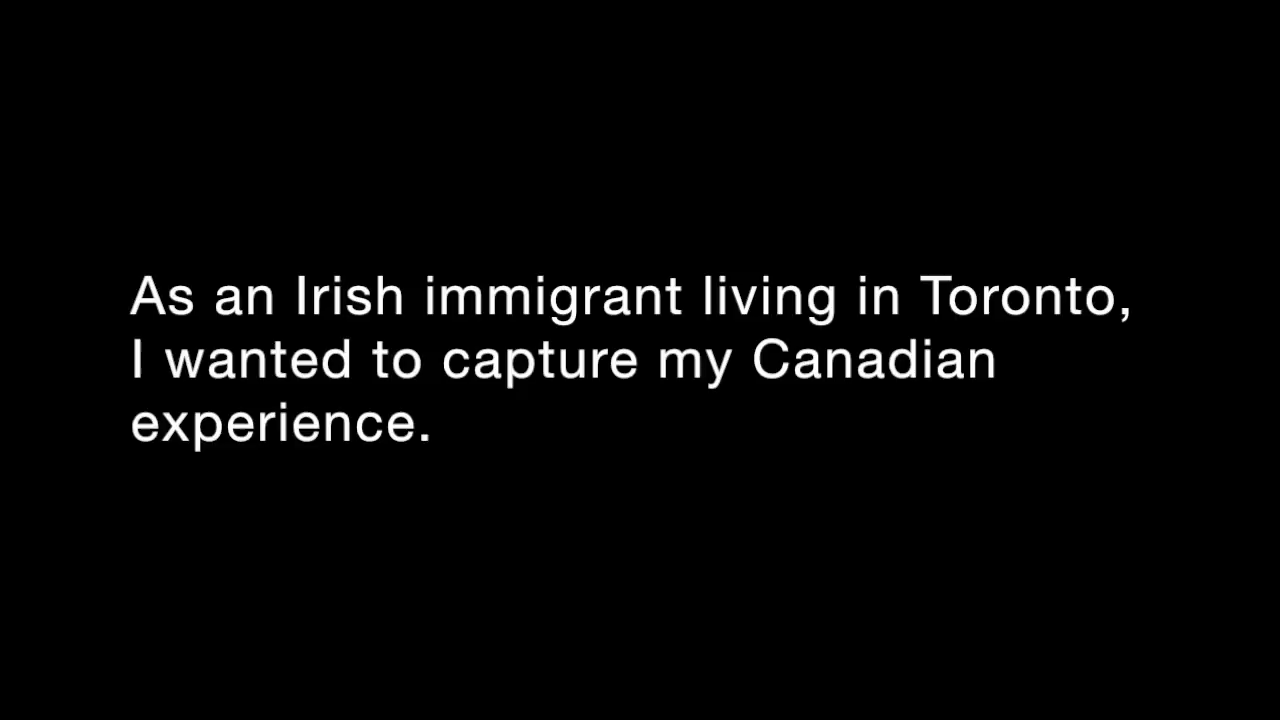 As an Irish immigrant living in Toronto,
I wanted to capture my Canadian
experience.